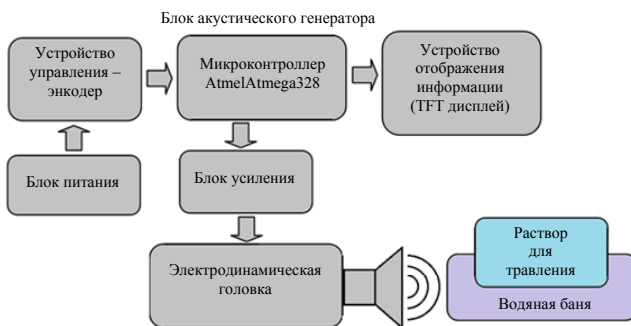 Блок акустического генератора
Устройство
управления –
энкодер
Микроконтроллер
AtmelAtmega328
Устройство
отображения
информации
(TFT дисплей)
Блок питания
Блок усиления
Электродинамическая
головка
Раствор
для
травления
Водяная баня